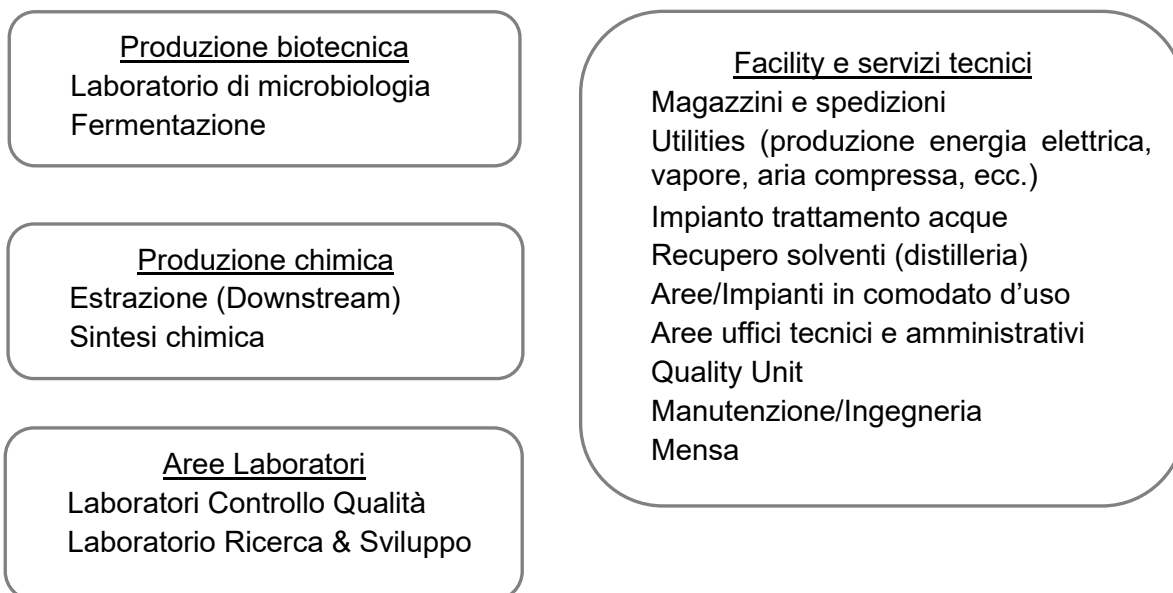 Produzione biotecnica
Laboratorio di microbiologia
Fermentazione
Produzione chimica
Estrazione (Downstream)
Sintesi chimica
Aree Laboratori
Laboratori Controllo Qualità
Laboratorio Ricerca & Sviluppo
Facility e servizi tecnici
Magazzini e spedizioni
Utilities (produzione energia elettrica,
vapore, aria compressa, ecc.)
Impianto trattamento acque
Recupero solventi (distilleria)
Aree/Impianti in comodato d’uso
Aree uffici tecnici e amministrativi
Quality Unit
Manutenzione/Ingegneria
Mensa